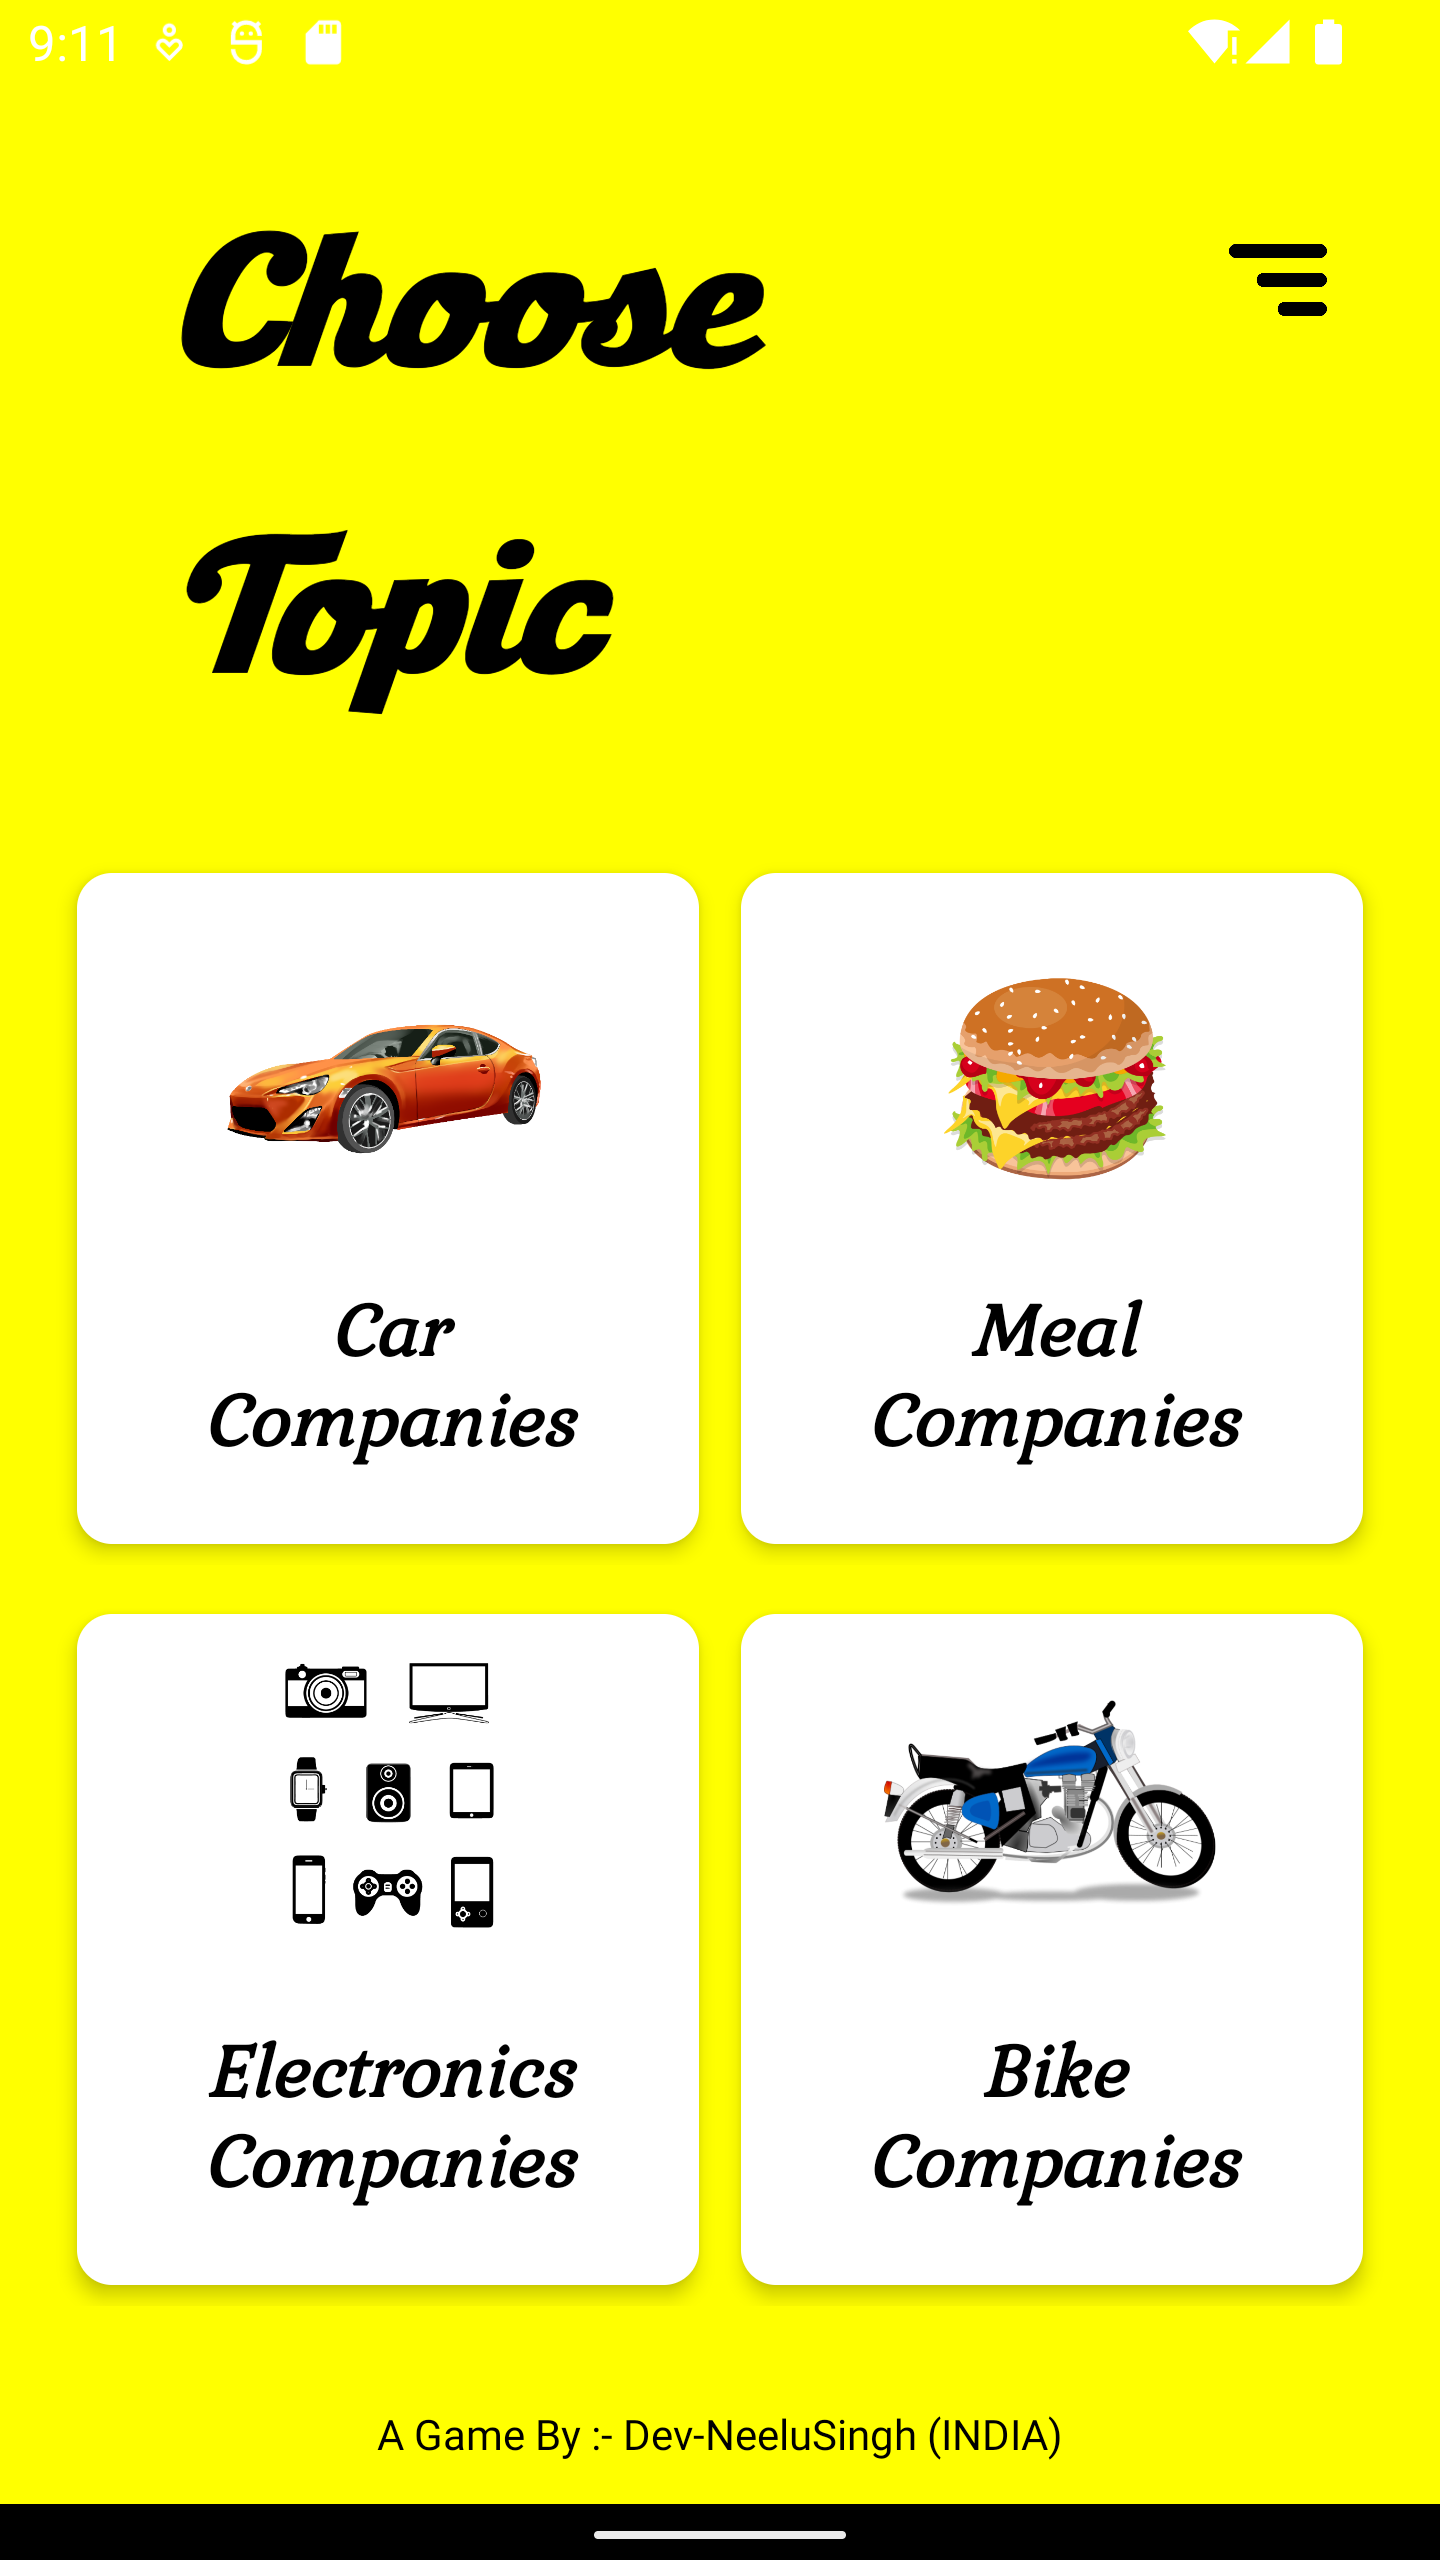 9:11
Choose
Topic
Car
Companies
Meal
Companies
Electronics
Companies
Bike
Companies
A Game By :- Dev-NeeluSingh (INDIA)